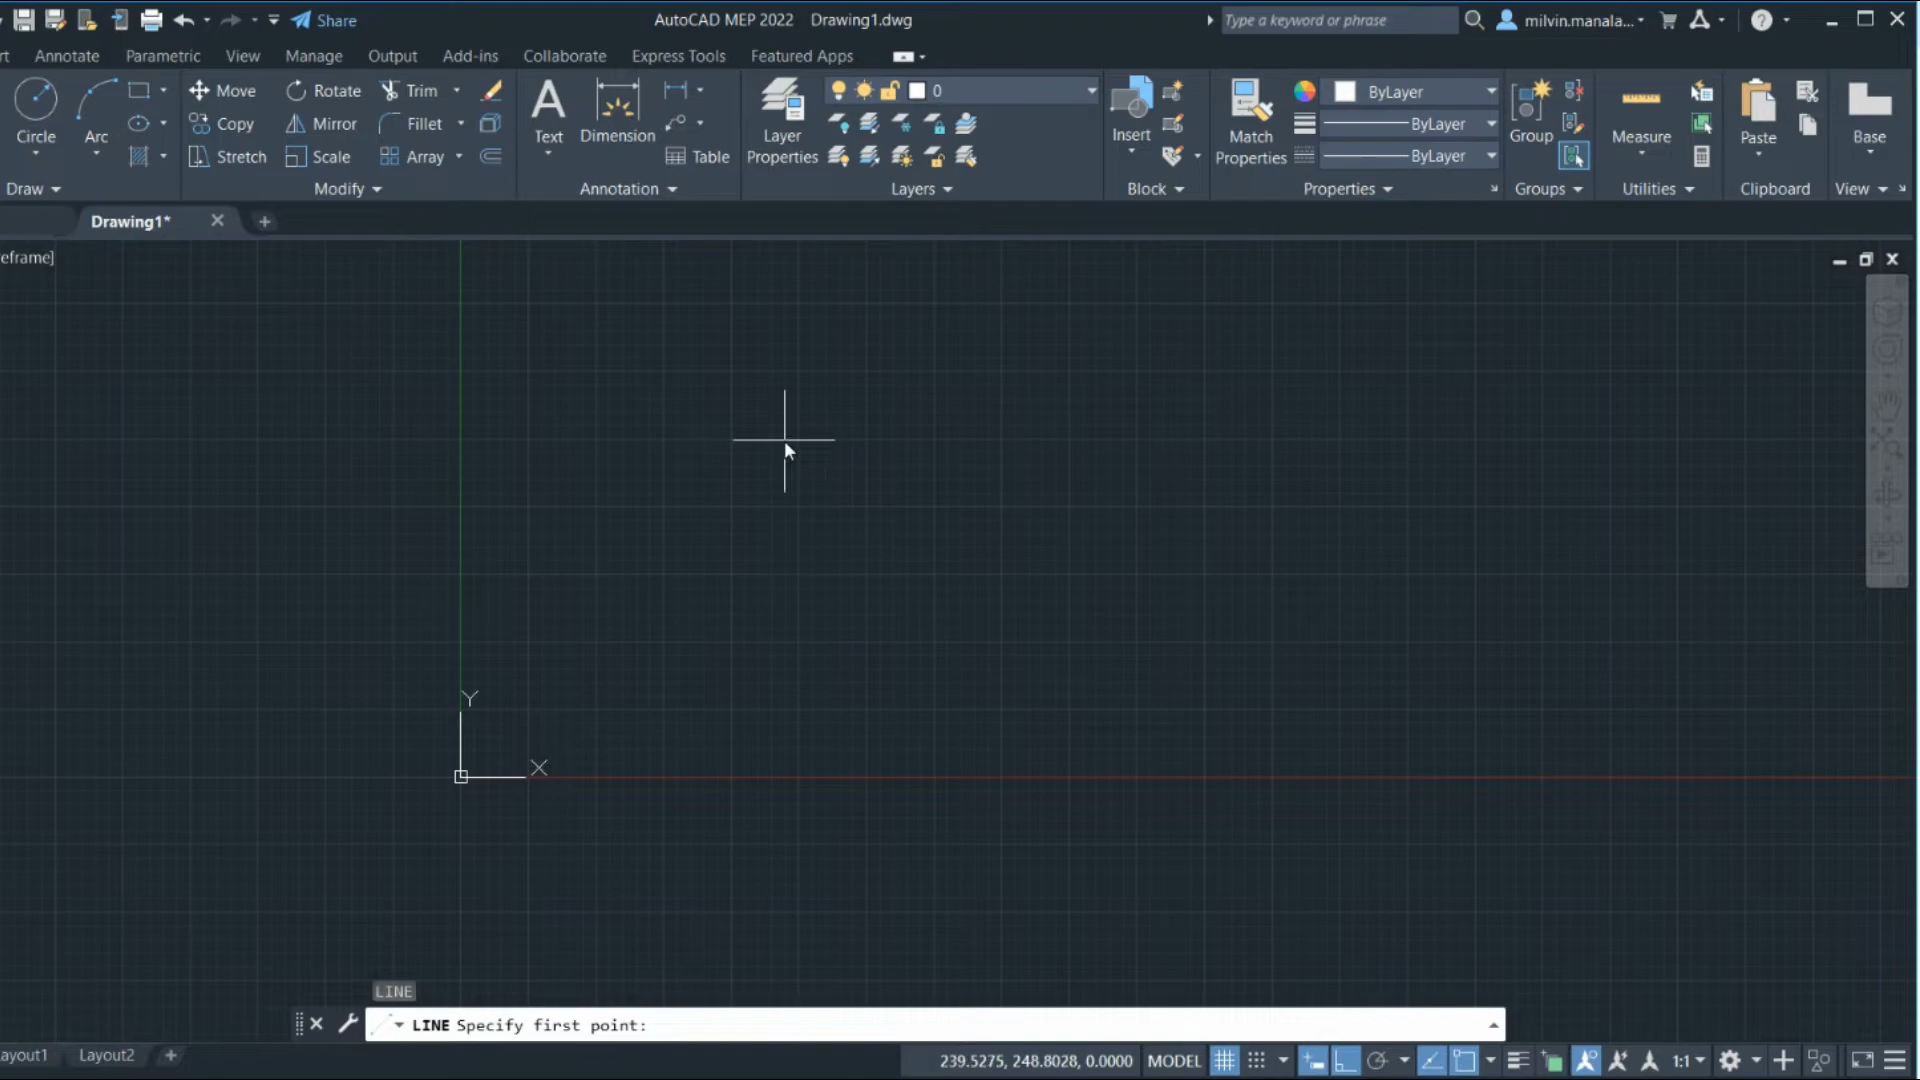 Share
AutoCAD MEP 2022 Drawing1.dwg
Type a keyword or phrase
milvin.manala...
rt Annotate Parametric View Manage Output Add-ins Collaborate Express Tools Featured Apps
Circle
Arc
Move
Rotate
Trim
Copy
Mirror
Fillet
Stretch
Scale
Array
Text
Dimension
Table
Layer
Properties
0
Insert
Match
Properties
ByLayer
ByLayer
ByLayer
Group
Measure
Paste
Base
Draw Modify Annotation Layers Block Properties Groups Utilities Clipboard View
Drawing1*
eframe]
Y
X
LINE
LINE Specify first point:
ayout1 Layout2
239.5275, 248.8028, 0.0000 MODEL 1:1